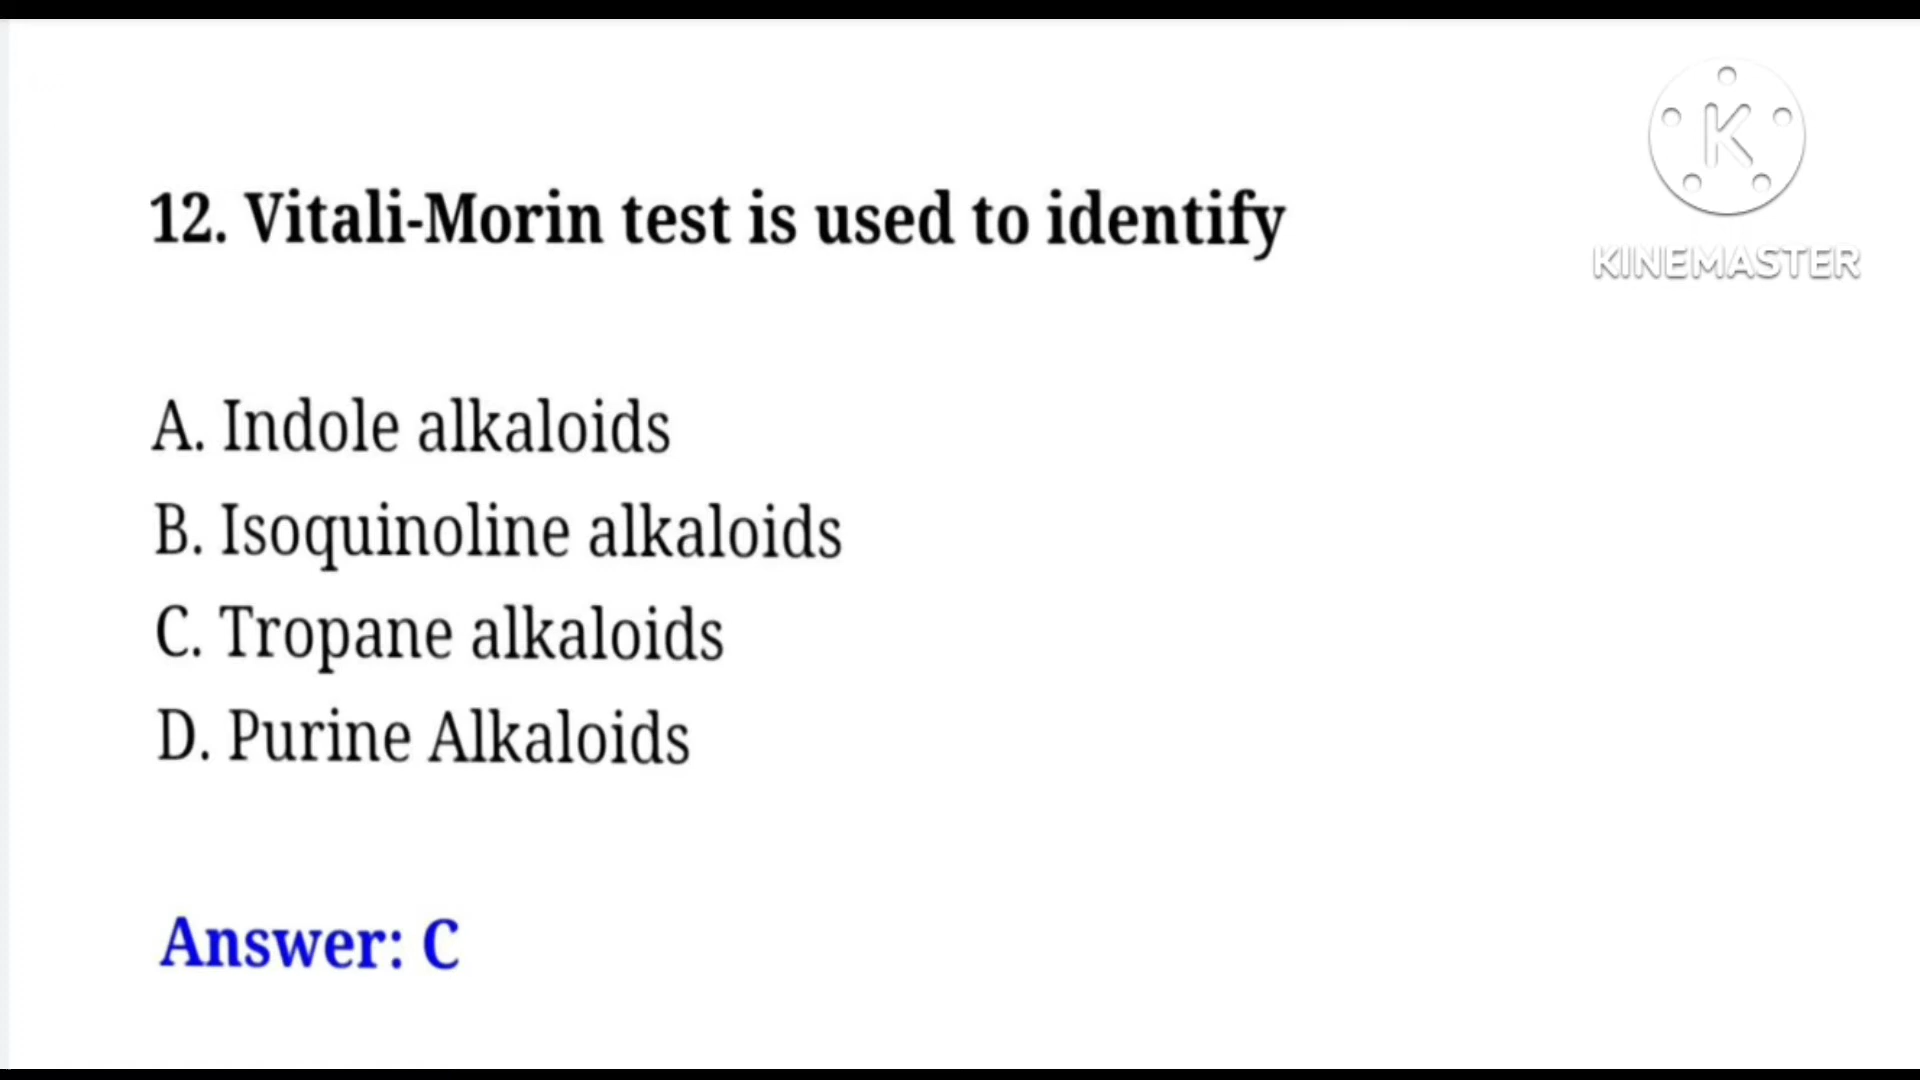 12. Vitali-Morin test is used to identify
K
KINEMASTER
A. Indole alkaloids
B. Isoquinoline alkaloids
C. Tropane alkaloids
D. Purine Alkaloids
Answer: C